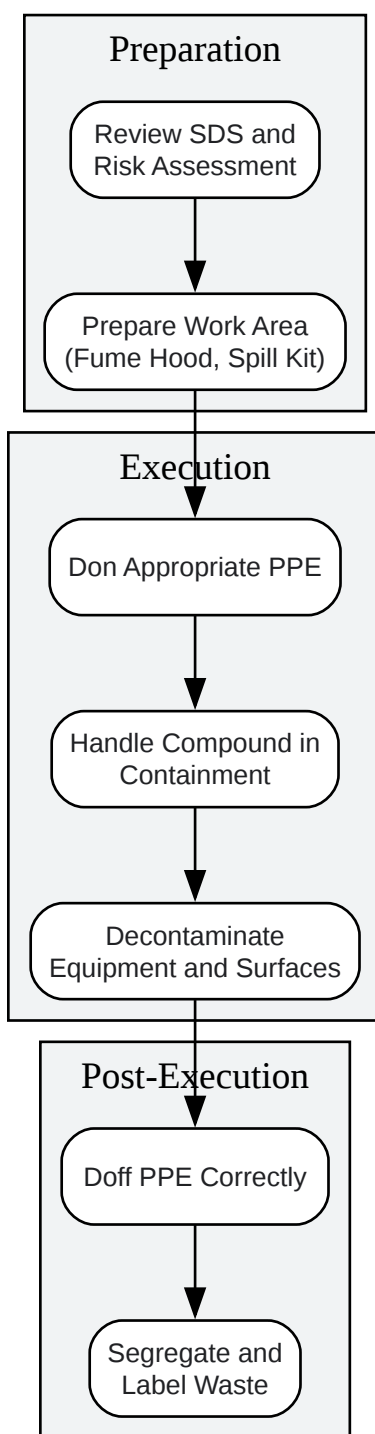 Preparation
Review SDS and
Risk Assessment
Prepare Work Area
(Fume Hood, Spill Kit)
Execution
Don Appropriate PPE
Handle Compound in
Containment
Decontaminate
Equipment and Surfaces
Post-Execution
Doff PPE Correctly
Segregate and
Label Waste